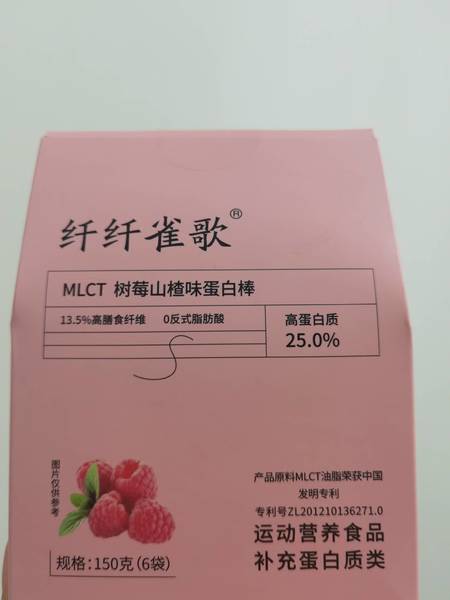 纤纤雀歌®
MLCT 树莓山楂味蛋白棒
13.5%高膳食纤维 0反式脂肪酸
高蛋白质
25.0%
图片仅供参考
产品原料MLCT油脂荣获中国
发明专利
专利号ZL201210136271.0
运动营养食品
补充蛋白质类
规格:150克(6袋)